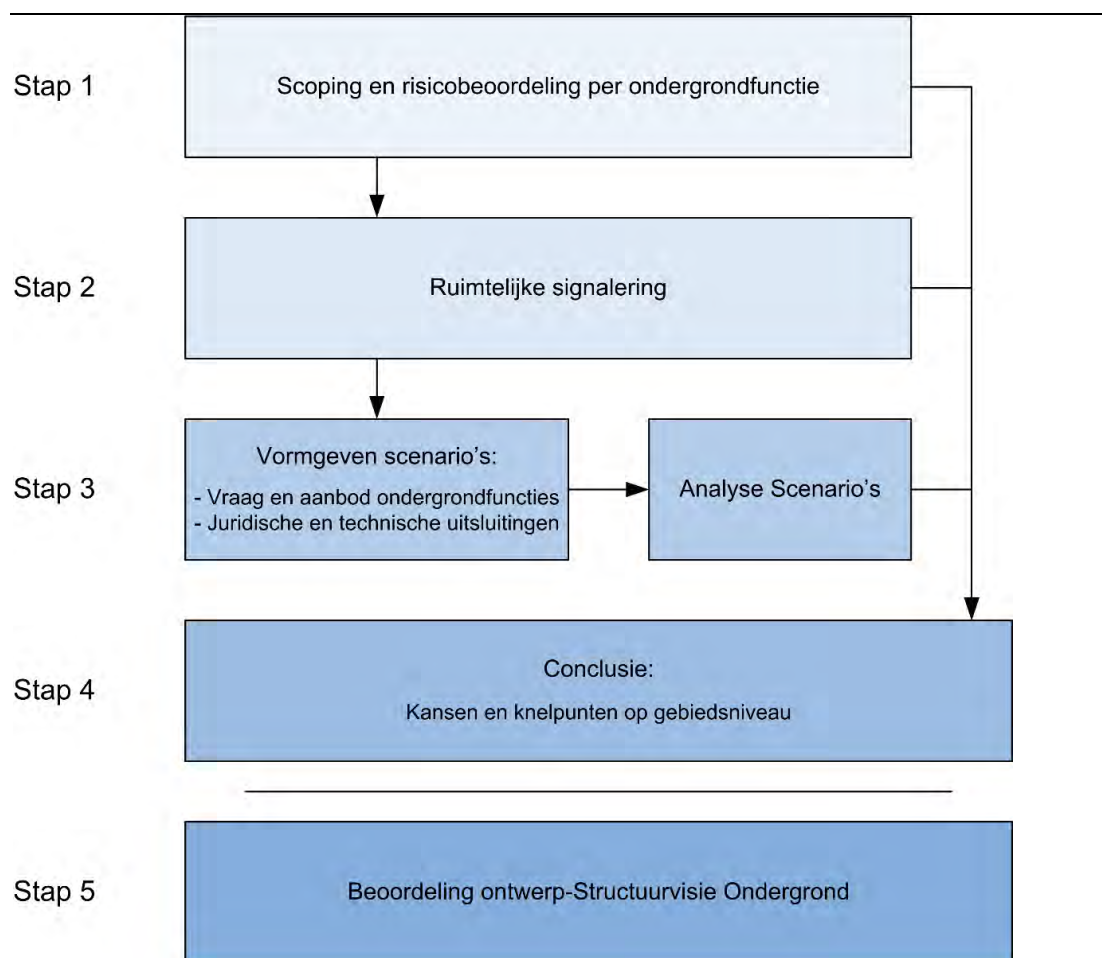 Stap 1
Scoping en risicobeoordeling per ondergrondfunctie
Stap 2
Ruimtelijke signalering
Stap 3
Vormgeven scenario's:
- Vraag en aanbod ondergrondfuncties
- Juridische en technische uitsluitingen
Analyse Scenario's
Stap 4
Conclusie:
Kansen en knelpunten op gebiedsniveau
Stap 5
Beoordeling ontwerp-Structuurvisie Ondergrond